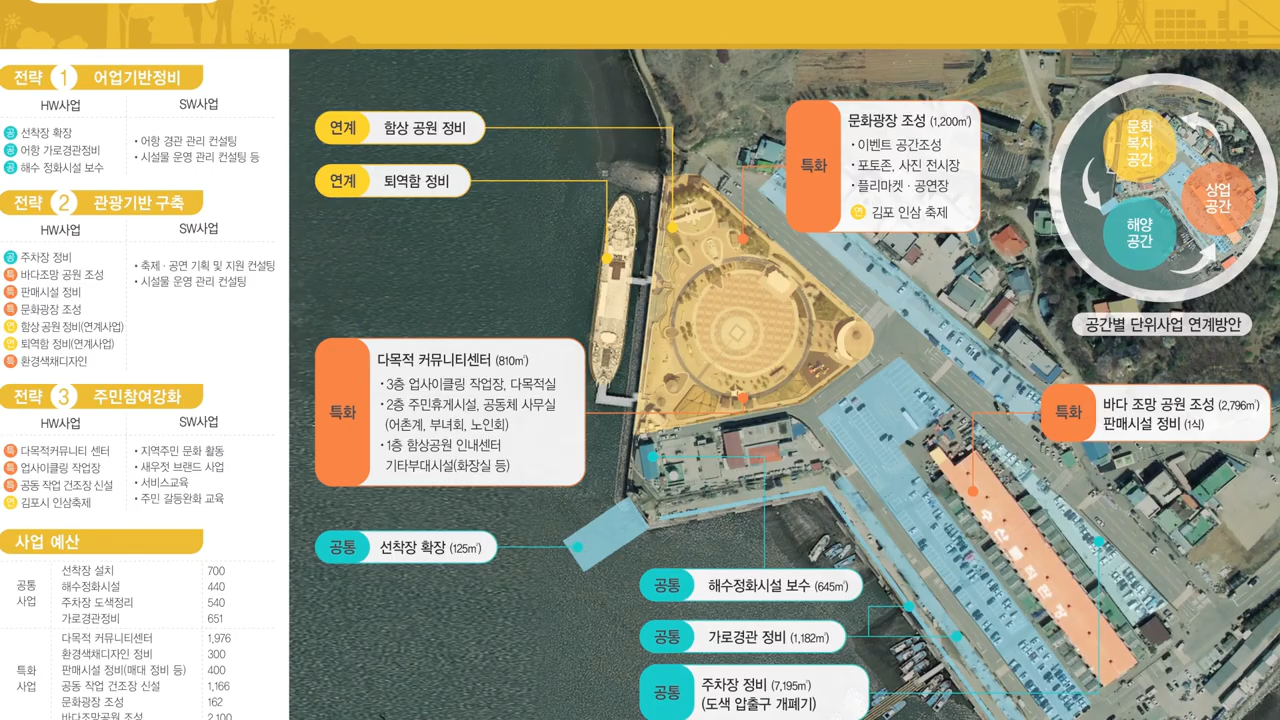 전략 1 어업기반정비
HW사업
SW사업
공 선착장 확장
공 어항 가로경관정비
공 해수 정화시설 보수
· 어항 경관 관리 컨설팅
· 시설물 운영 관리 컨설팅 등
전략 2 관광기반 구축
HW사업
SW사업
공 주차장 정비
특 바다조망 공원 조성
특 판매시설 정비
특 문화광장 조성
연 함상 공원 정비(연계사업)
연 퇴역함 정비(연계사업)
특 환경색채디자인
· 축제 · 공연 기획 및 지원 컨설팅
· 시설물 운영 관리 컨설팅
전략 3 주민참여강화
HW사업
SW사업
특 다목적커뮤니티 센터
특 업사이클링 작업장
특 공동 작업 건조장 신설
연 김포시 인삼축제
· 지역주민 문화 활동
· 새우젓 브랜드 사업
· 서비스교육
· 주민 갈등완화 교육
사업 예산
공통
사업
선착장 설치 700
해수정화시설 440
주차장 도색정리 540
가로경관정비 651
특화
사업
다목적 커뮤니티센터 1,976
환경색채디자인 정비 300
판매시설 정비(매대 정비 등) 400
공동 작업 건조장 신설 1,166
문화광장 조성 162
바다조망공원 조성 2,100
연계 함상 공원 정비
연계 퇴역함 정비
특화
문화광장 조성 (1,200㎡)
· 이벤트 공간조성
· 포토존, 사진 전시장
· 플리마켓 · 공연장
연 김포 인삼 축제
문화
복지
공간
상업
공간
해양
공간
공간별 단위사업 연계방안
특화
다목적 커뮤니티센터 (810㎡)
· 3층 업사이클링 작업장, 다목적실
· 2층 주민휴게시설, 공동체 사무실
(어촌계, 부녀회, 노인회)
· 1층 함상공원 인내센터
기타부대시설(화장실 등)
특화
바다 조망 공원 조성 (2,796㎡)
판매시설 정비 (1식)
공통 선착장 확장 (125㎡)
공통 해수정화시설 보수 (645㎡)
공통 가로경관 정비 (1,182㎡)
공통
주차장 정비 (7,195㎡)
(도색 압출구 개폐기)